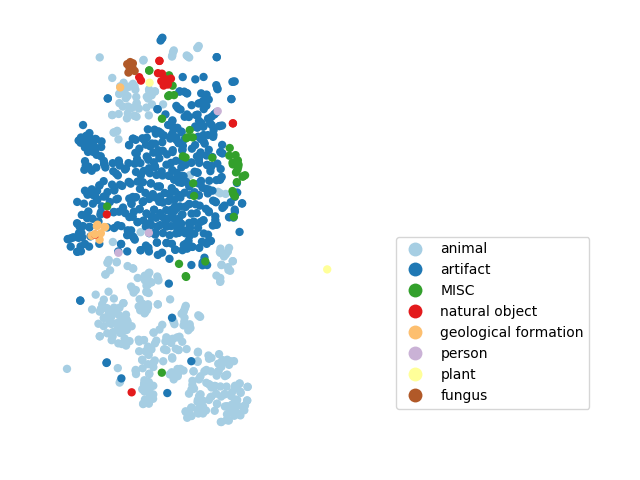 animal
artifact
MISC
natural object
geological formation
person
plant
fungus